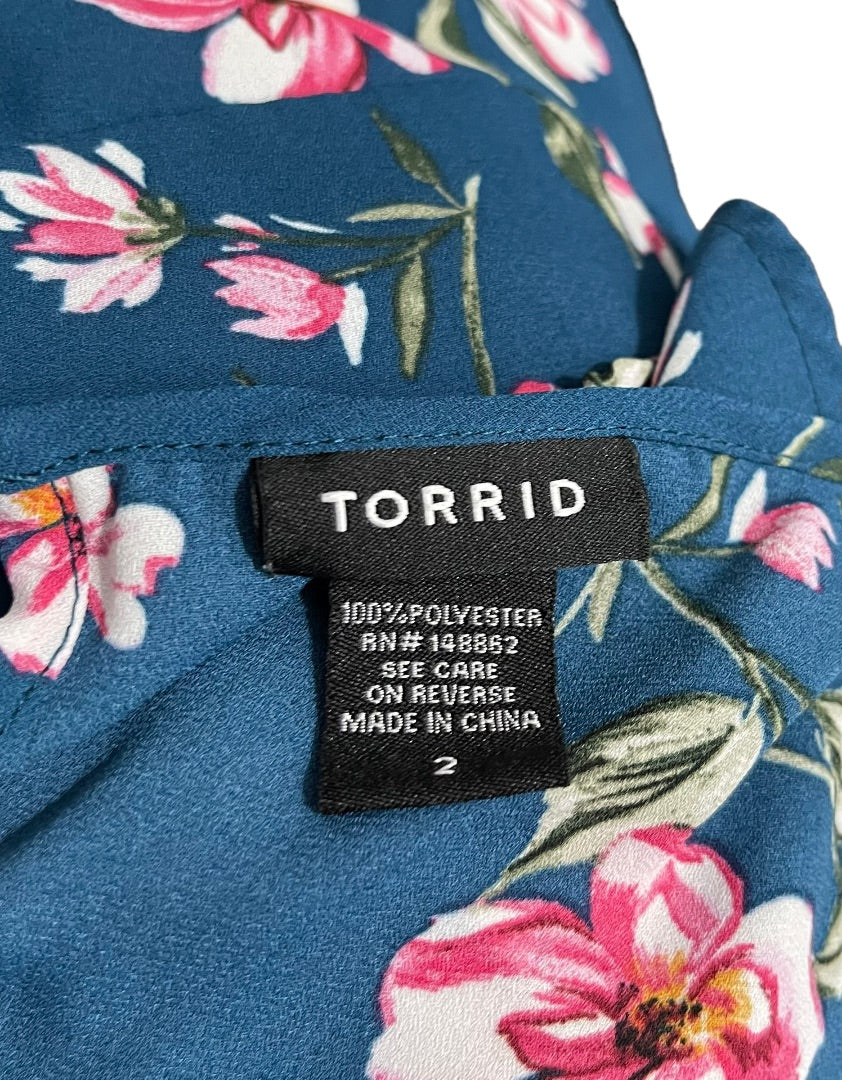 TORRID
100%POLYESTER
RN# 148862
SEE CARE
ON REVERSE
MADE IN CHINA
2